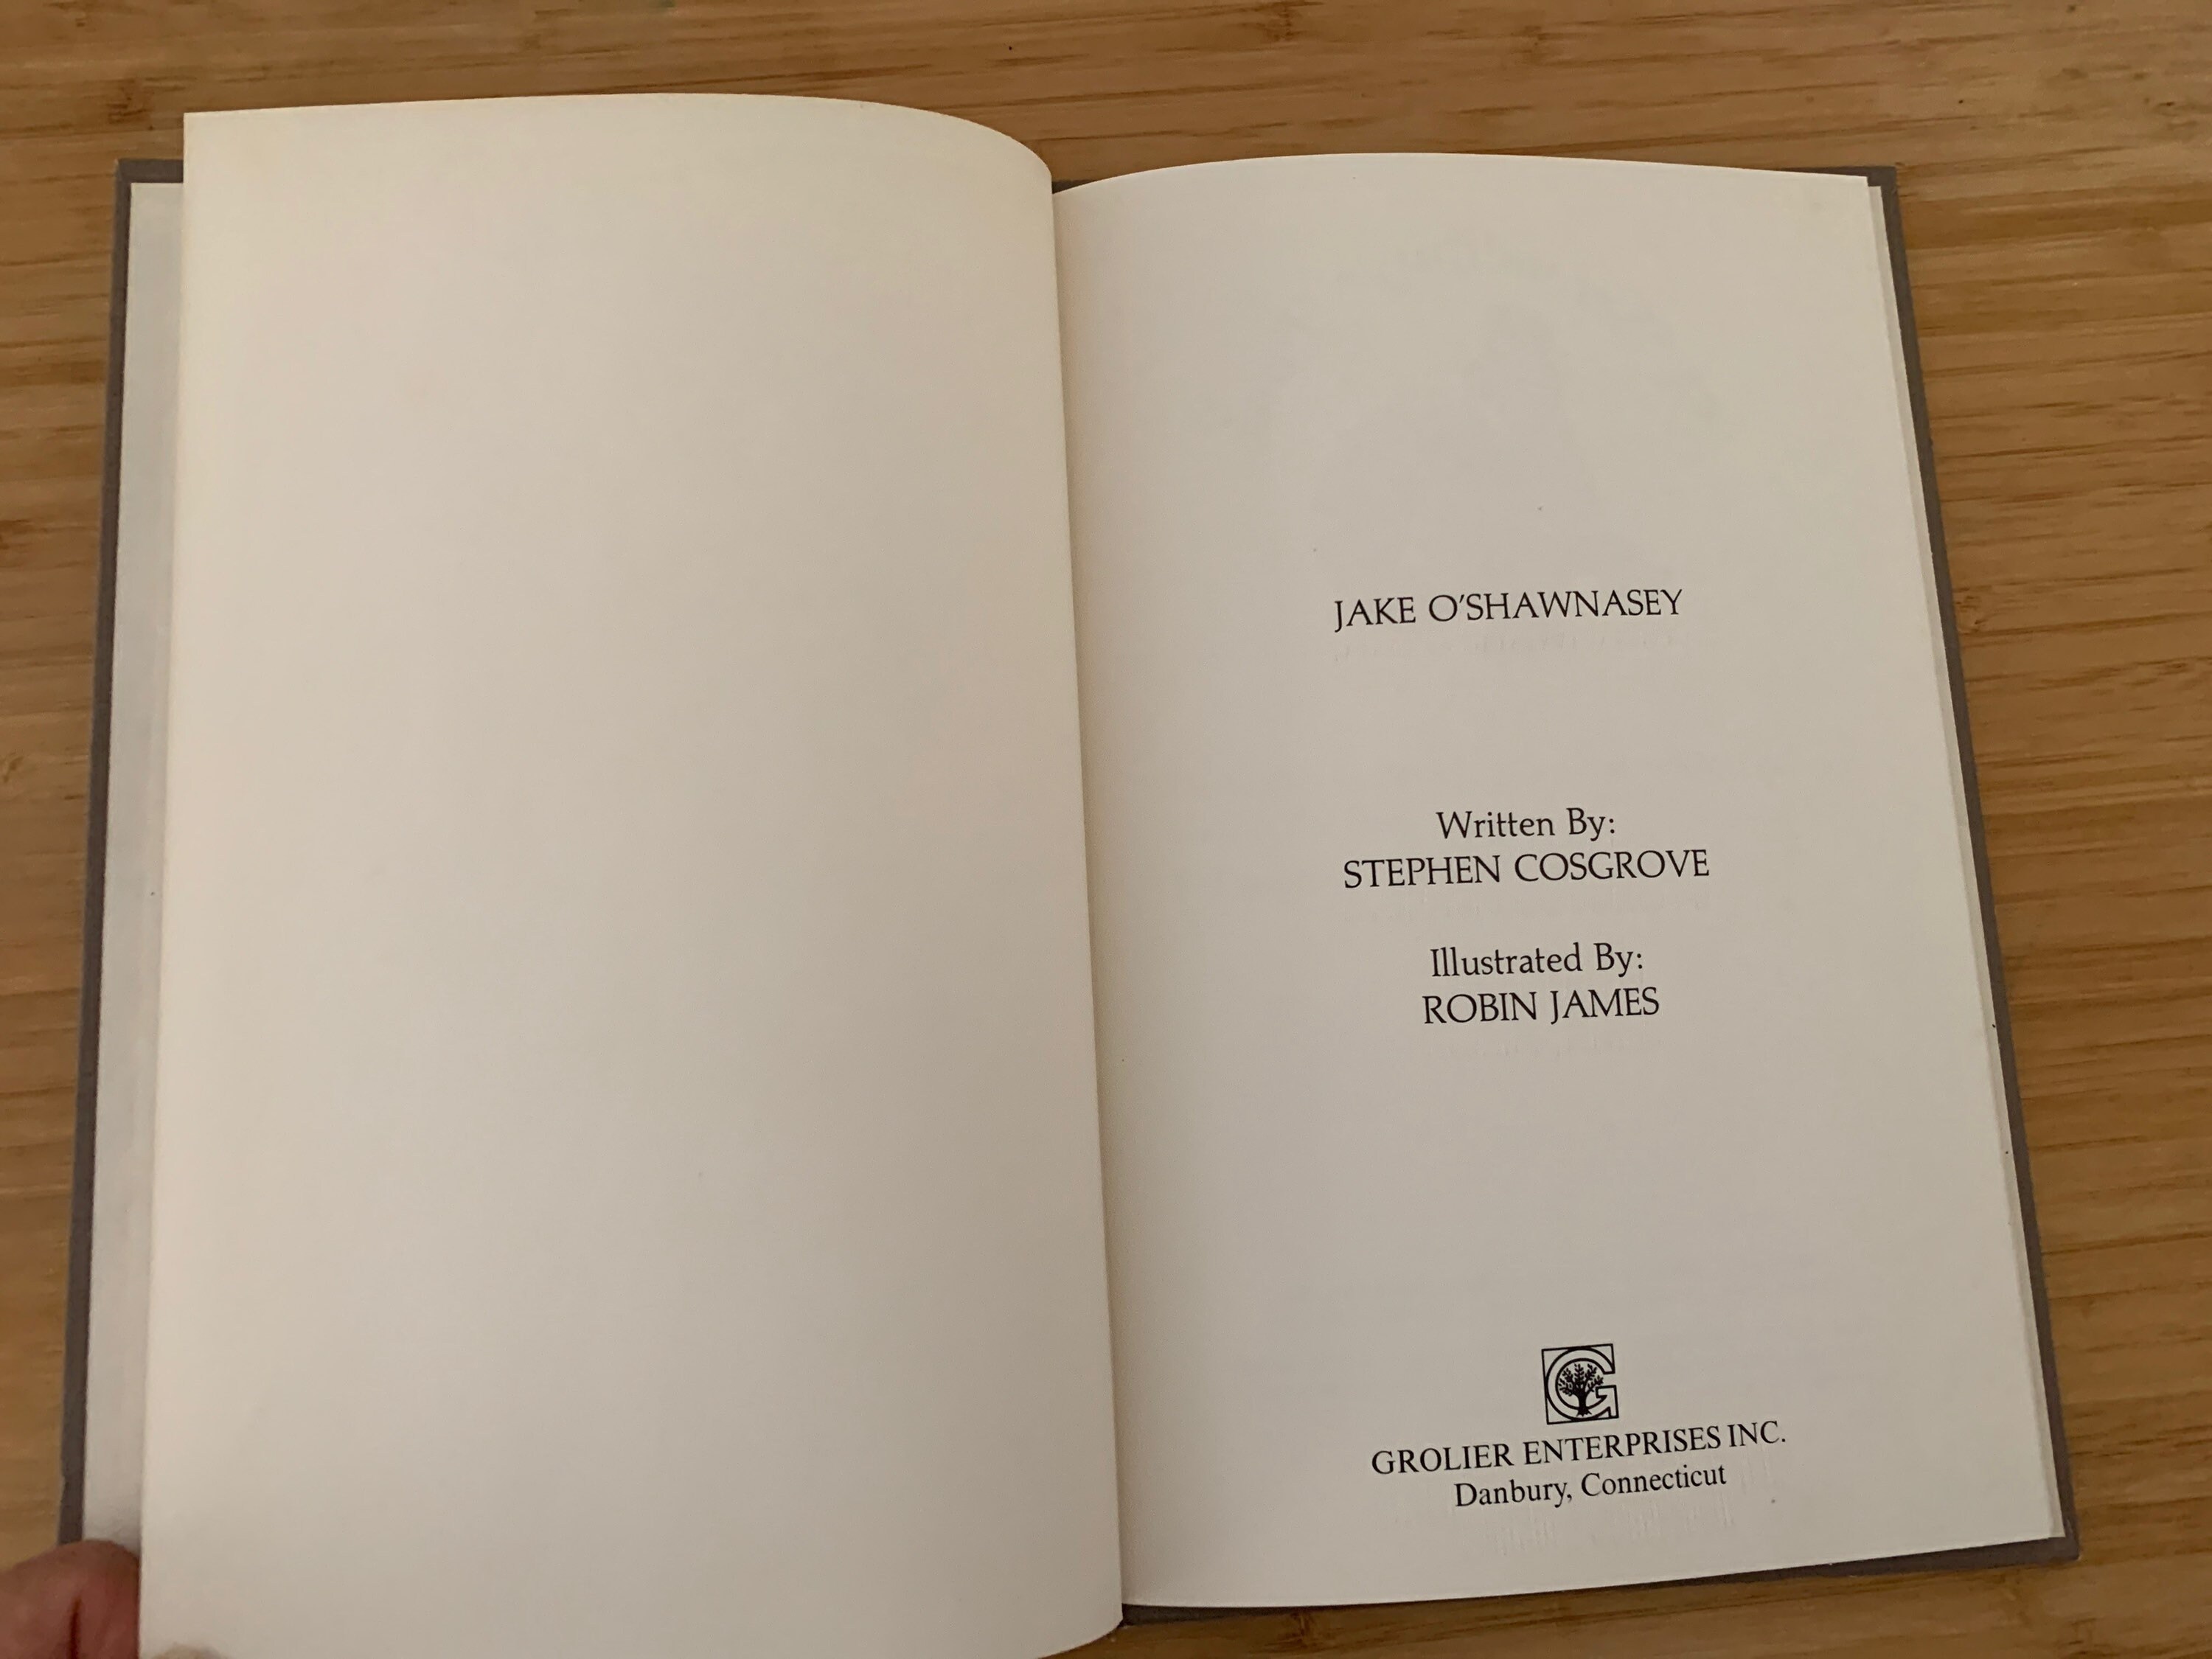 JAKE O'SHAWNASEY
Written By:
STEPHEN COSGROVE
Illustrated By:
ROBIN JAMES
G
GROLIER ENTERPRISES INC.
Danbury, Connecticut